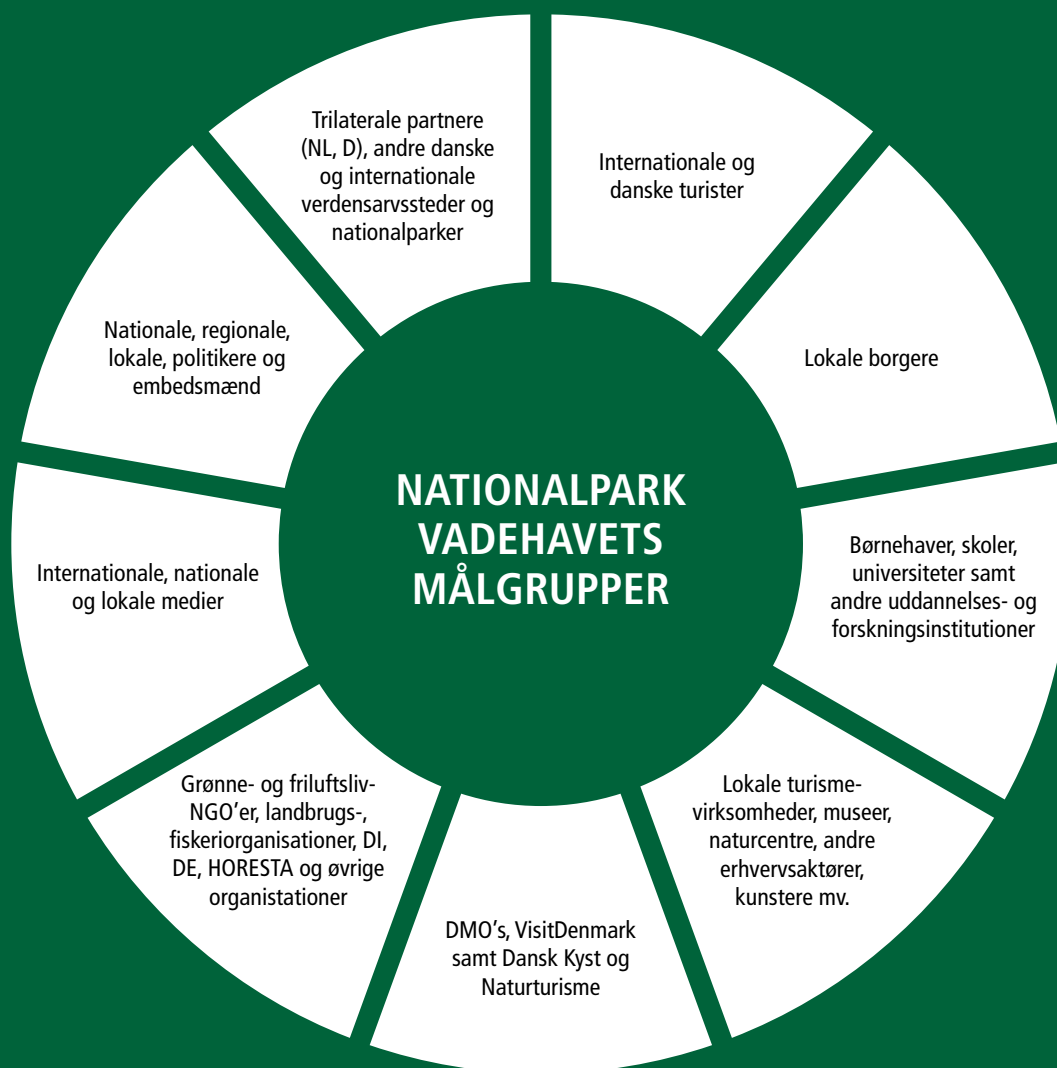 NATIONALPARK
VADEHAVETS
MÅLGRUPPER
Internationale og
danske turister
Lokale borgere
Børnehaver, skoler,
universiteter samt
andre uddannelses- og
forskningsinstitutioner
Lokale turisme-
virksomheder, museer,
naturcentre, andre
erhvervsaktører,
kunstere mv.
DMO's, VisitDenmark
samt Dansk Kyst og
Naturturisme
Grønne- og friluftsliv-
NGO'er, landbrugs-,
fiskeriorganisationer, DI,
DE, HORESTA og øvrige
organistationer
Internationale, nationale
og lokale medier
Nationale, regionale,
lokale, politikere og
embedsmænd
Trilaterale partnere
(NL, D), andre danske
og internationale
verdensarvssteder og
nationalparker